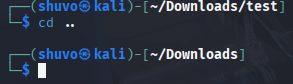 ┌──(shuvo㉿kali)-[~/Downloads/test]
└─$ cd ..
┌──(shuvo㉿kali)-[~/Downloads]
└─$